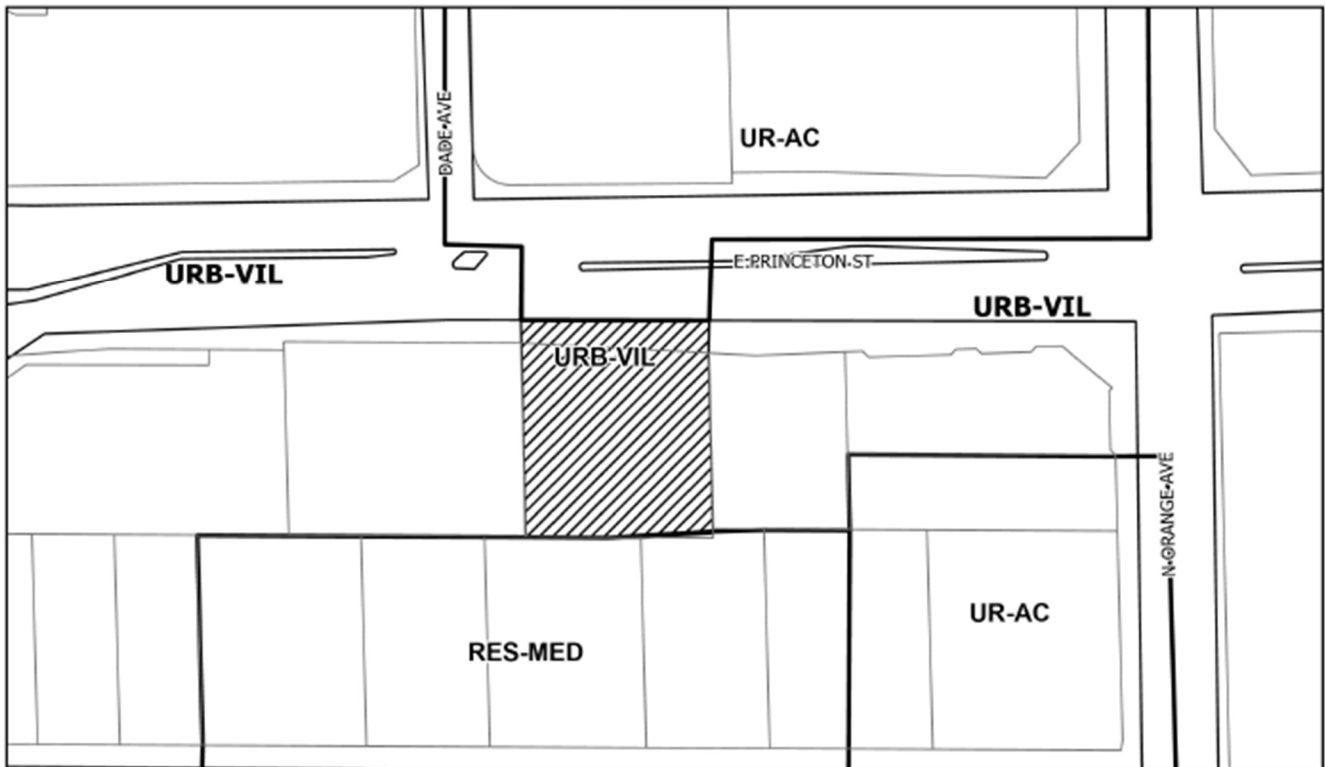 DADE AVE
UR-AC
E PRINCETON ST
URB-VIL
URB-VIL
URB-VIL
N ORANGE AVE
UR-AC
RES-MED